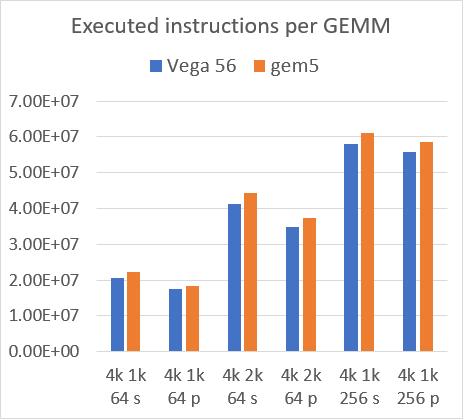 Executed instructions per GEMM
Vega 56 gem5
7.00E+07
6.00E+07
5.00E+07
4.00E+07
3.00E+07
2.00E+07
1.00E+07
0.00E+00
4k 1k 4k 1k 4k 2k 4k 2k 4k 1k 4k 1k
64 s 64 p 64 s 64 p 256 s 256 p